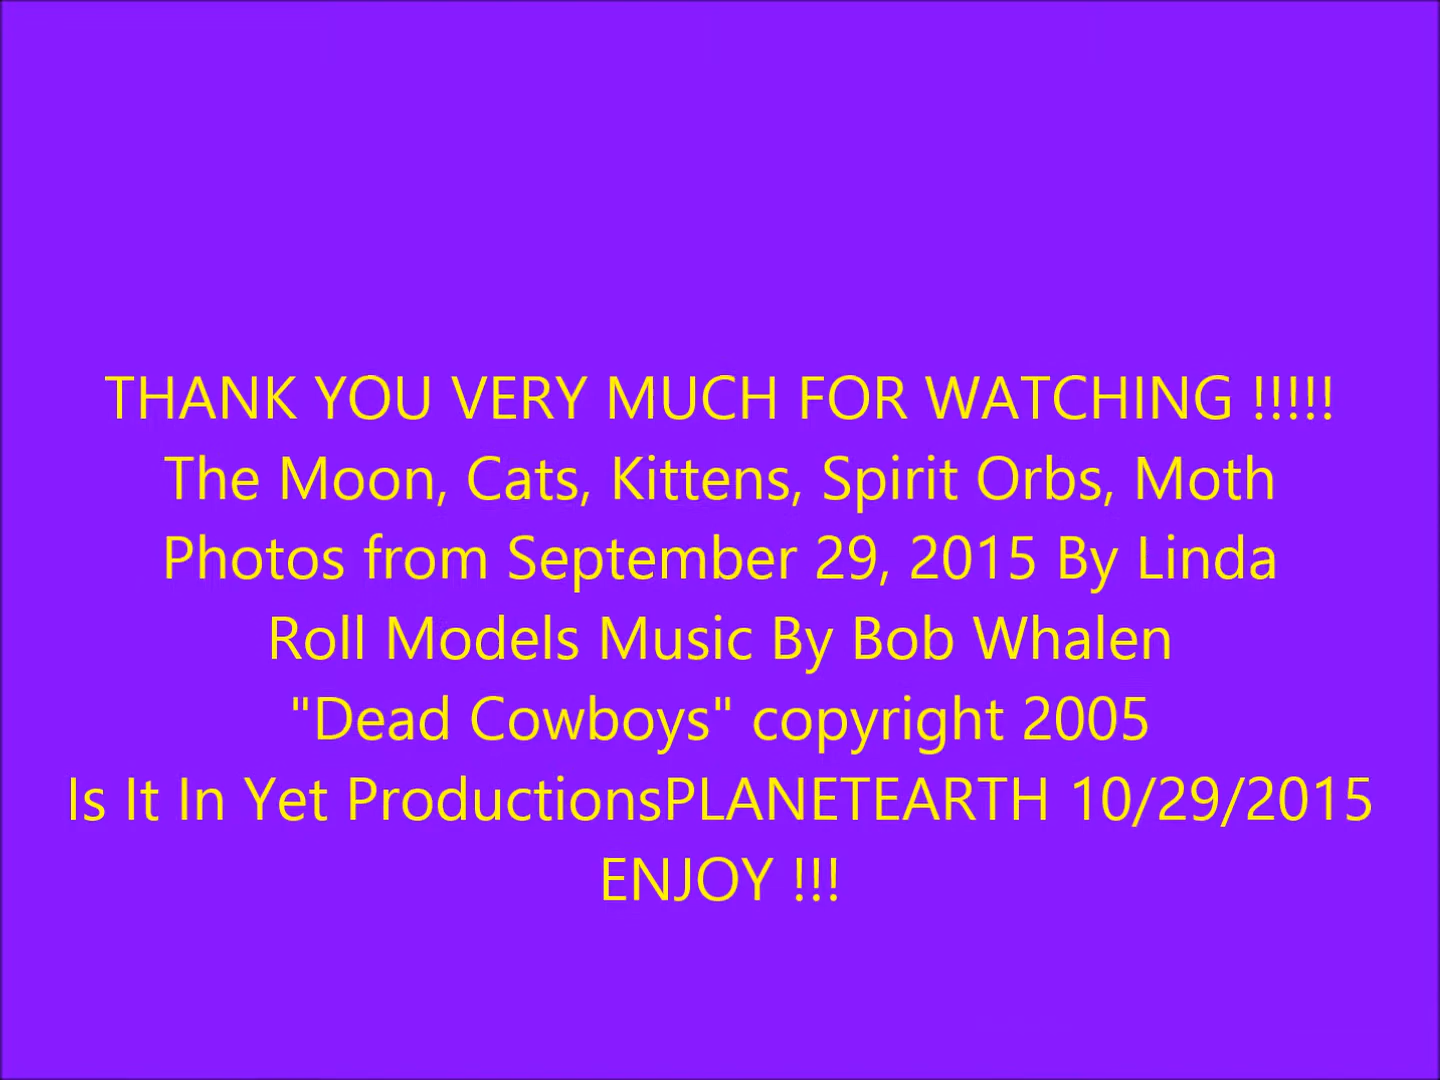 THANK YOU VERY MUCH FOR WATCHING !!!!!
The Moon, Cats, Kittens, Spirit Orbs, Moth
Photos from September 29, 2015 By Linda
Roll Models Music By Bob Whalen
"Dead Cowboys" copyright 2005
Is It In Yet ProductionsPLANETEARTH 10/29/2015
ENJOY !!!